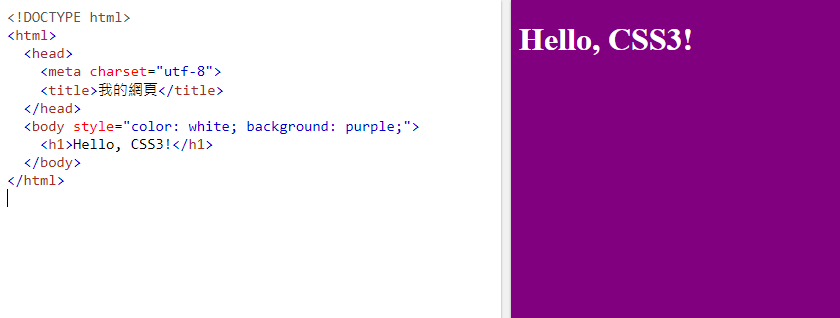 <!DOCTYPE html>
<html>
  <head>
    <meta charset="utf-8">
    <title>我的網頁</title>
  </head>
  <body style="color: white; background: purple;">
    <h1>Hello, CSS3!</h1>
  </body>
</html>
Hello, CSS3!